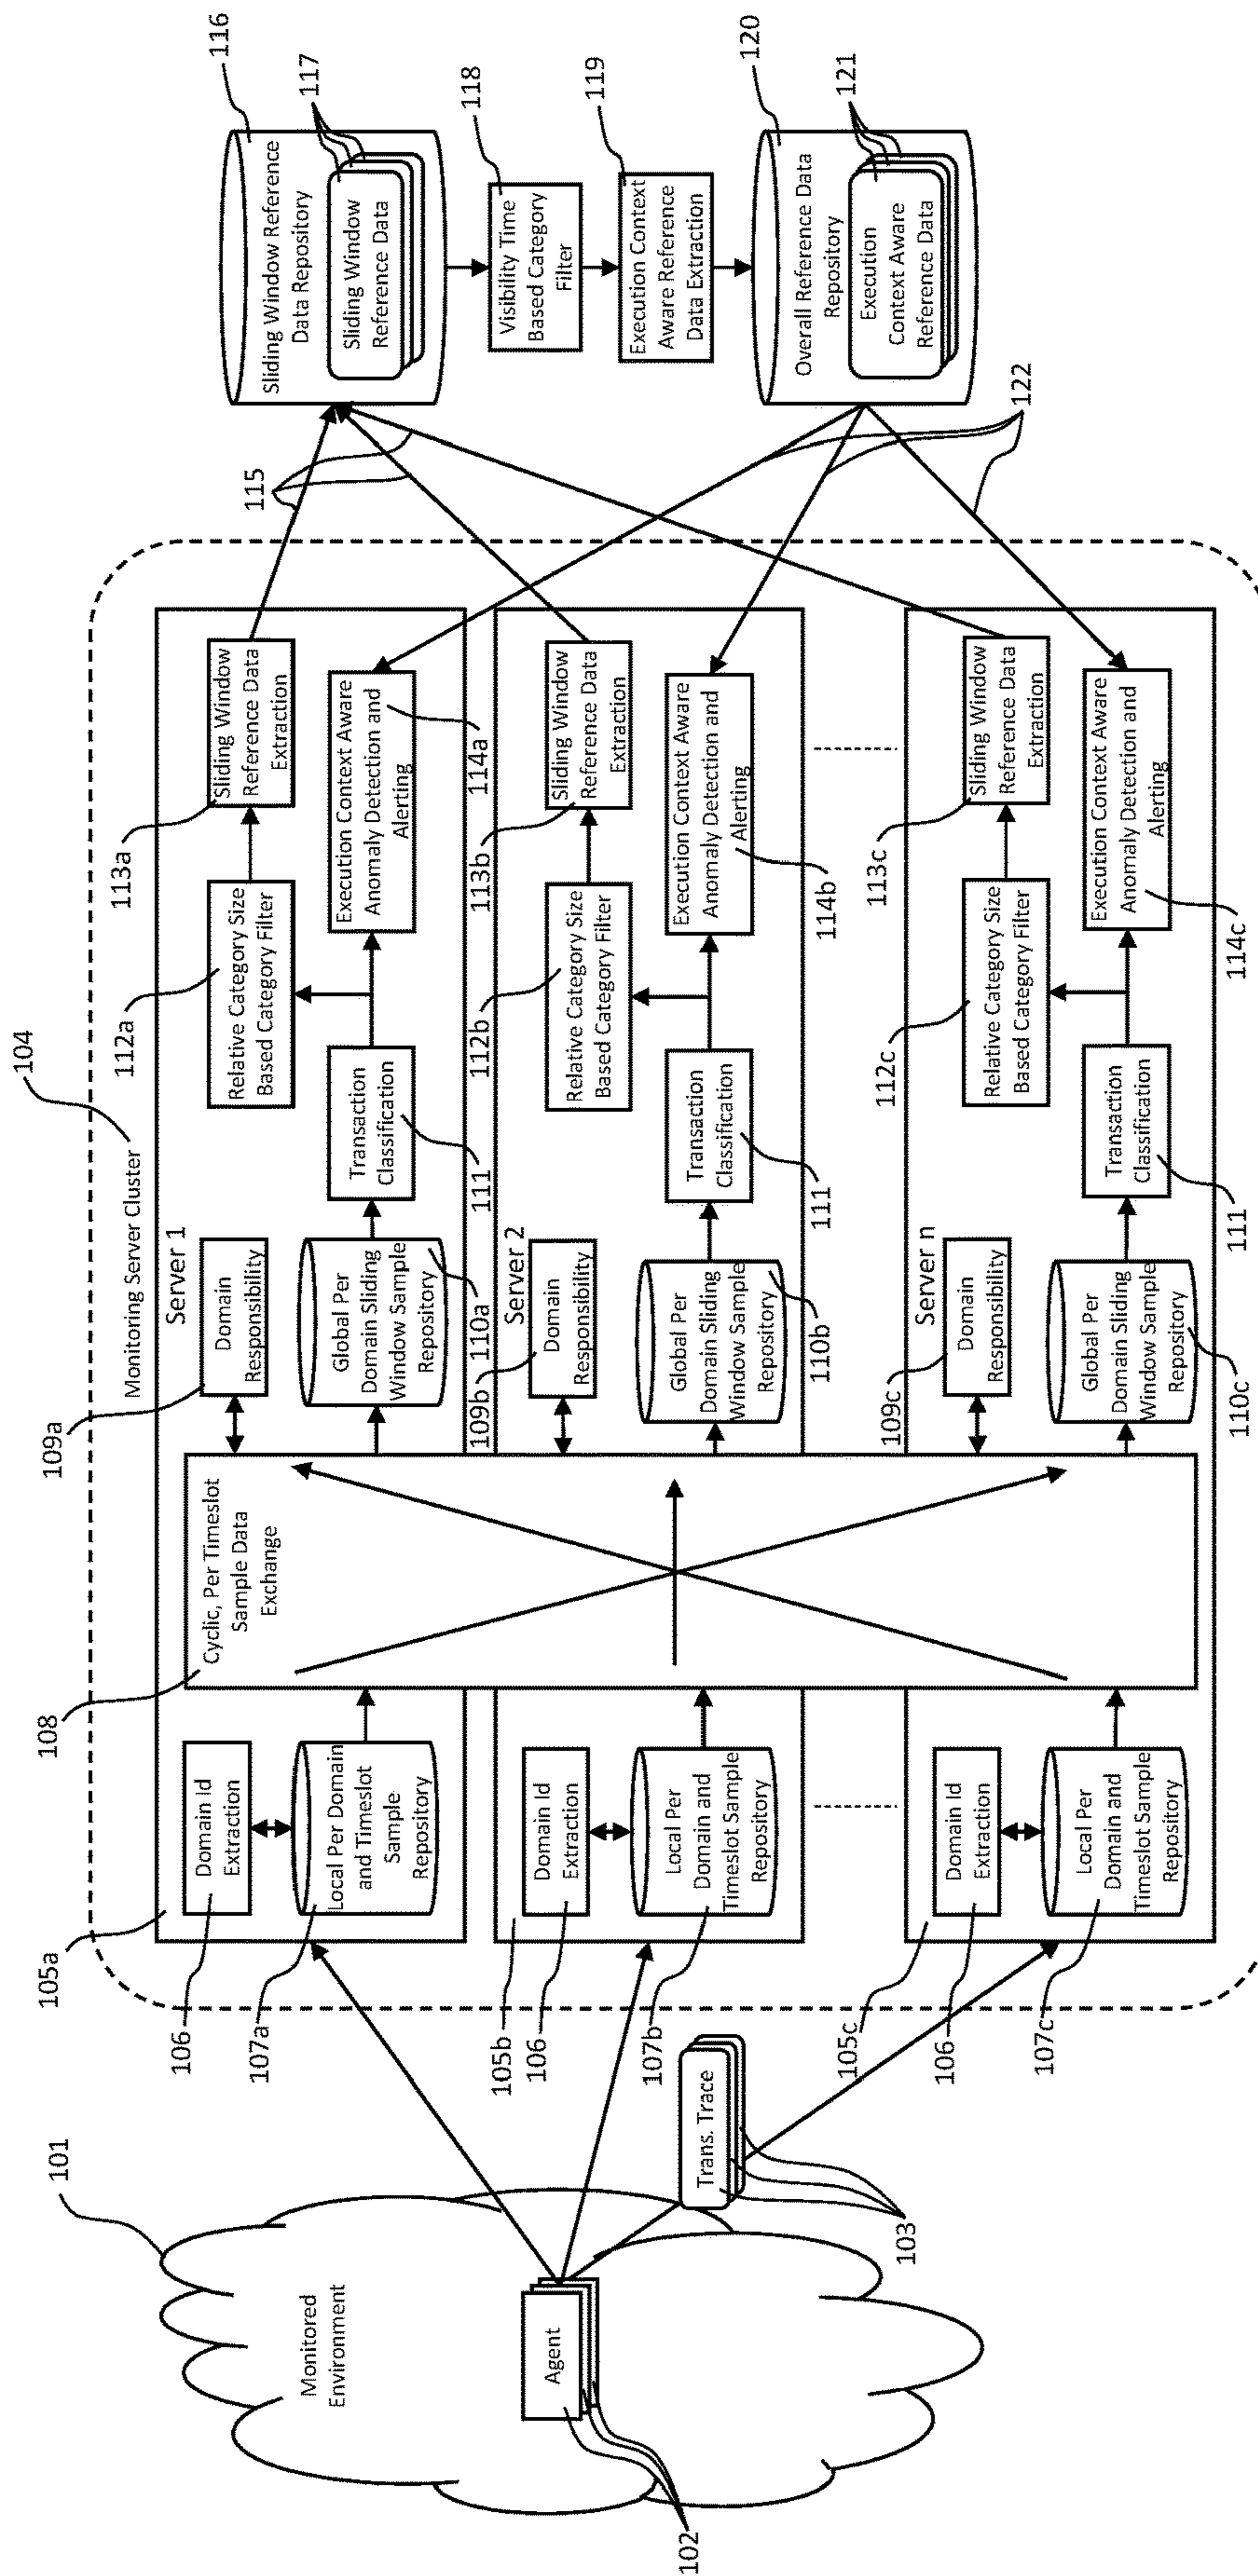 101
Monitored
Environment
Agent
102
Trans. Trace
103
104
Monitoring Server Cluster
105a
Server 1
106
Domain Id
Extraction
107a
Local Per Domain
and Timeslot
Sample
Repository
108
Cyclic, Per Timeslot
Sample Data
Exchange
109a
Domain
Responsibility
Global Per
Domain Sliding
Window Sample
Repository
110a
Transaction
Classification
111
112a
Relative Category Size
Based Category Filter
113a
Sliding Window
Reference Data
Extraction
Execution Context Aware
Anomaly Detection and
Alerting
114a
105b
Server 2
106
Domain Id
Extraction
107b
Local Per
Domain and
Timeslot Sample
Repository
109b
Domain
Responsibility
Global Per
Domain Sliding
Window Sample
Repository
110b
Transaction
Classification
111
112b
Relative Category Size
Based Category Filter
113b
Sliding Window
Reference Data
Extraction
Execution Context Aware
Anomaly Detection and
Alerting
114b
105c
Server n
106
Domain Id
Extraction
107c
Local Per
Domain and
Timeslot Sample
Repository
109c
Domain
Responsibility
Global Per
Domain Sliding
Window Sample
Repository
110c
Transaction
Classification
111
112c
Relative Category Size
Based Category Filter
113c
Sliding Window
Reference Data
Extraction
Execution Context Aware
Anomaly Detection and
Alerting
114c
115
116
Sliding Window Reference
Data Repository
117
Sliding Window
Reference Data
118
Visibility Time
Based Category
Filter
119
Execution Context
Aware Reference
Data Extraction
120
Overall Reference Data
Repository
121
Execution
Context Aware
Reference Data
122